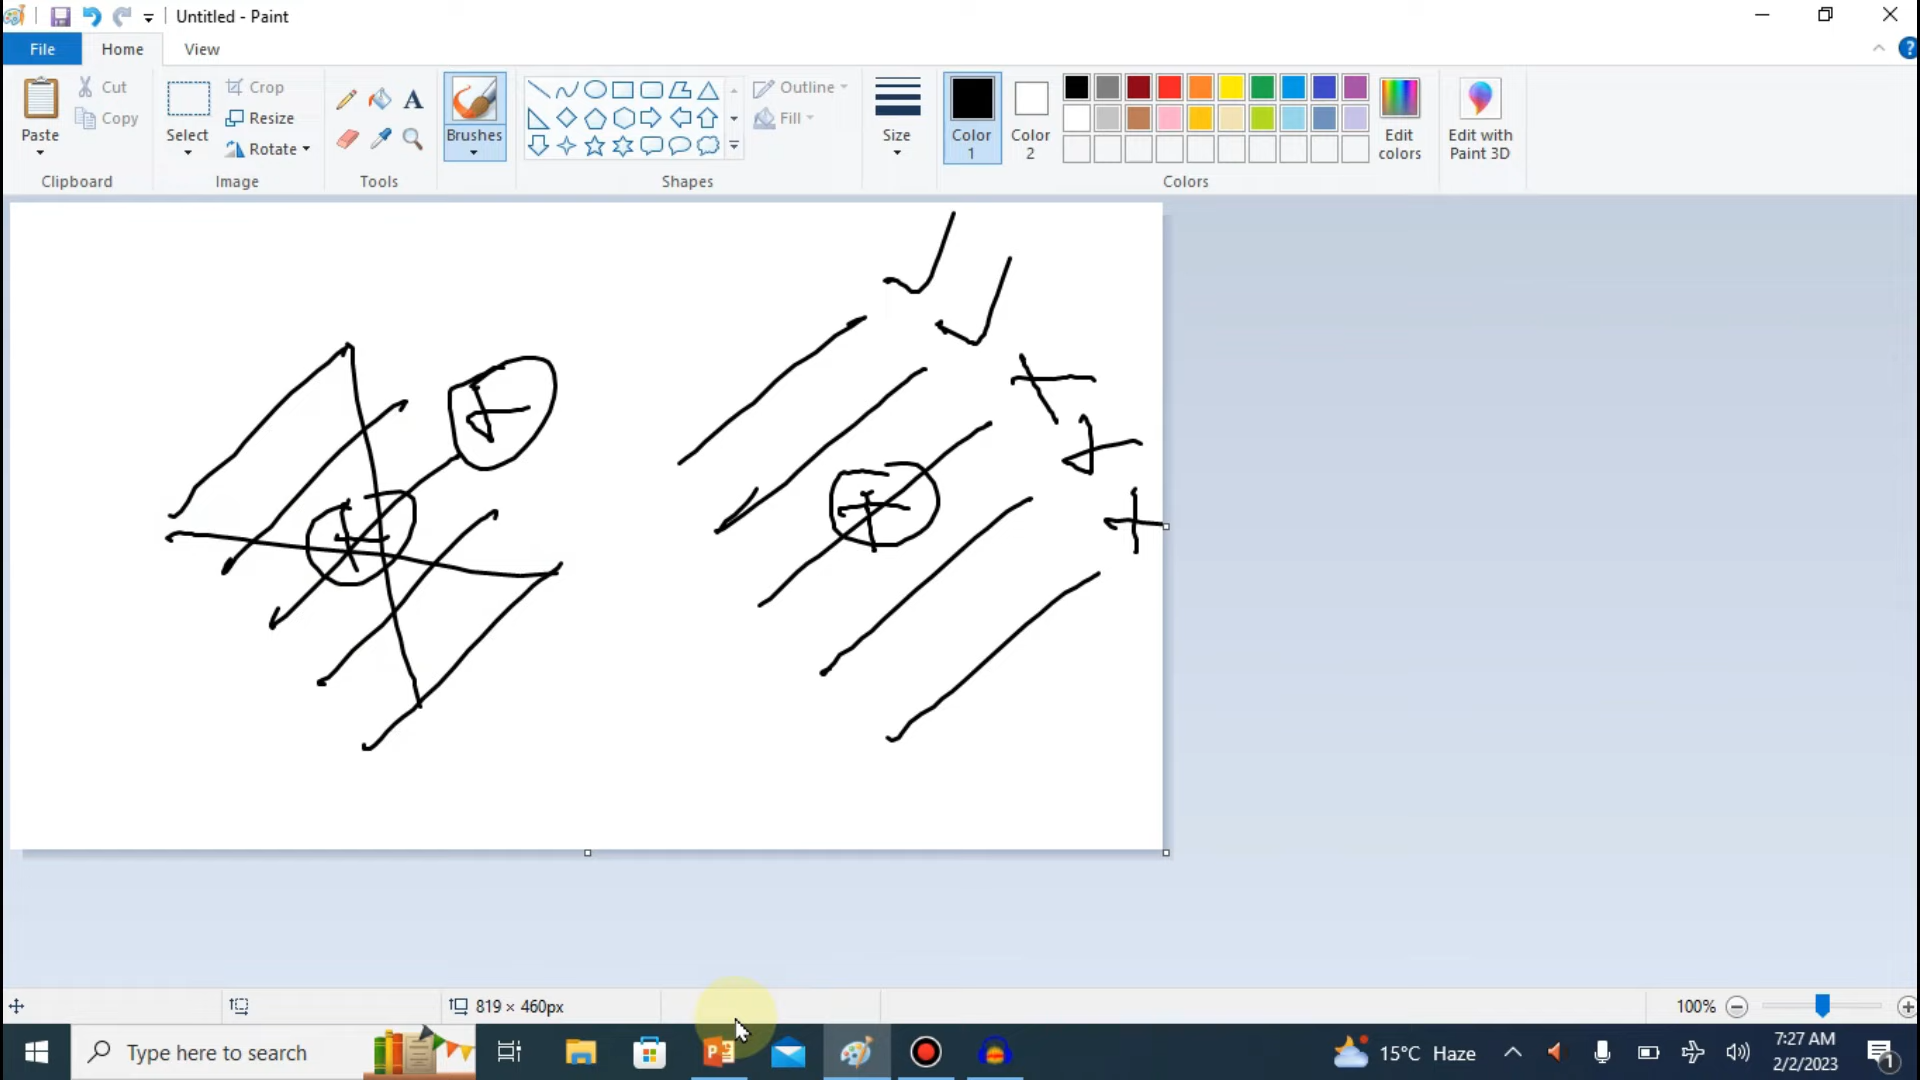 Untitled - Paint
File Home View
Paste
Cut
Copy
Clipboard
Select
Crop
Resize
Rotate
Image
A
Tools
Brushes
Outline
Fill
Shapes
Size
Color 1
Color 2
Edit colors
Colors
Edit with Paint 3D
?
819 × 460px
100%
Type here to search
15°C Haze
7:27 AM
2/2/2023
1